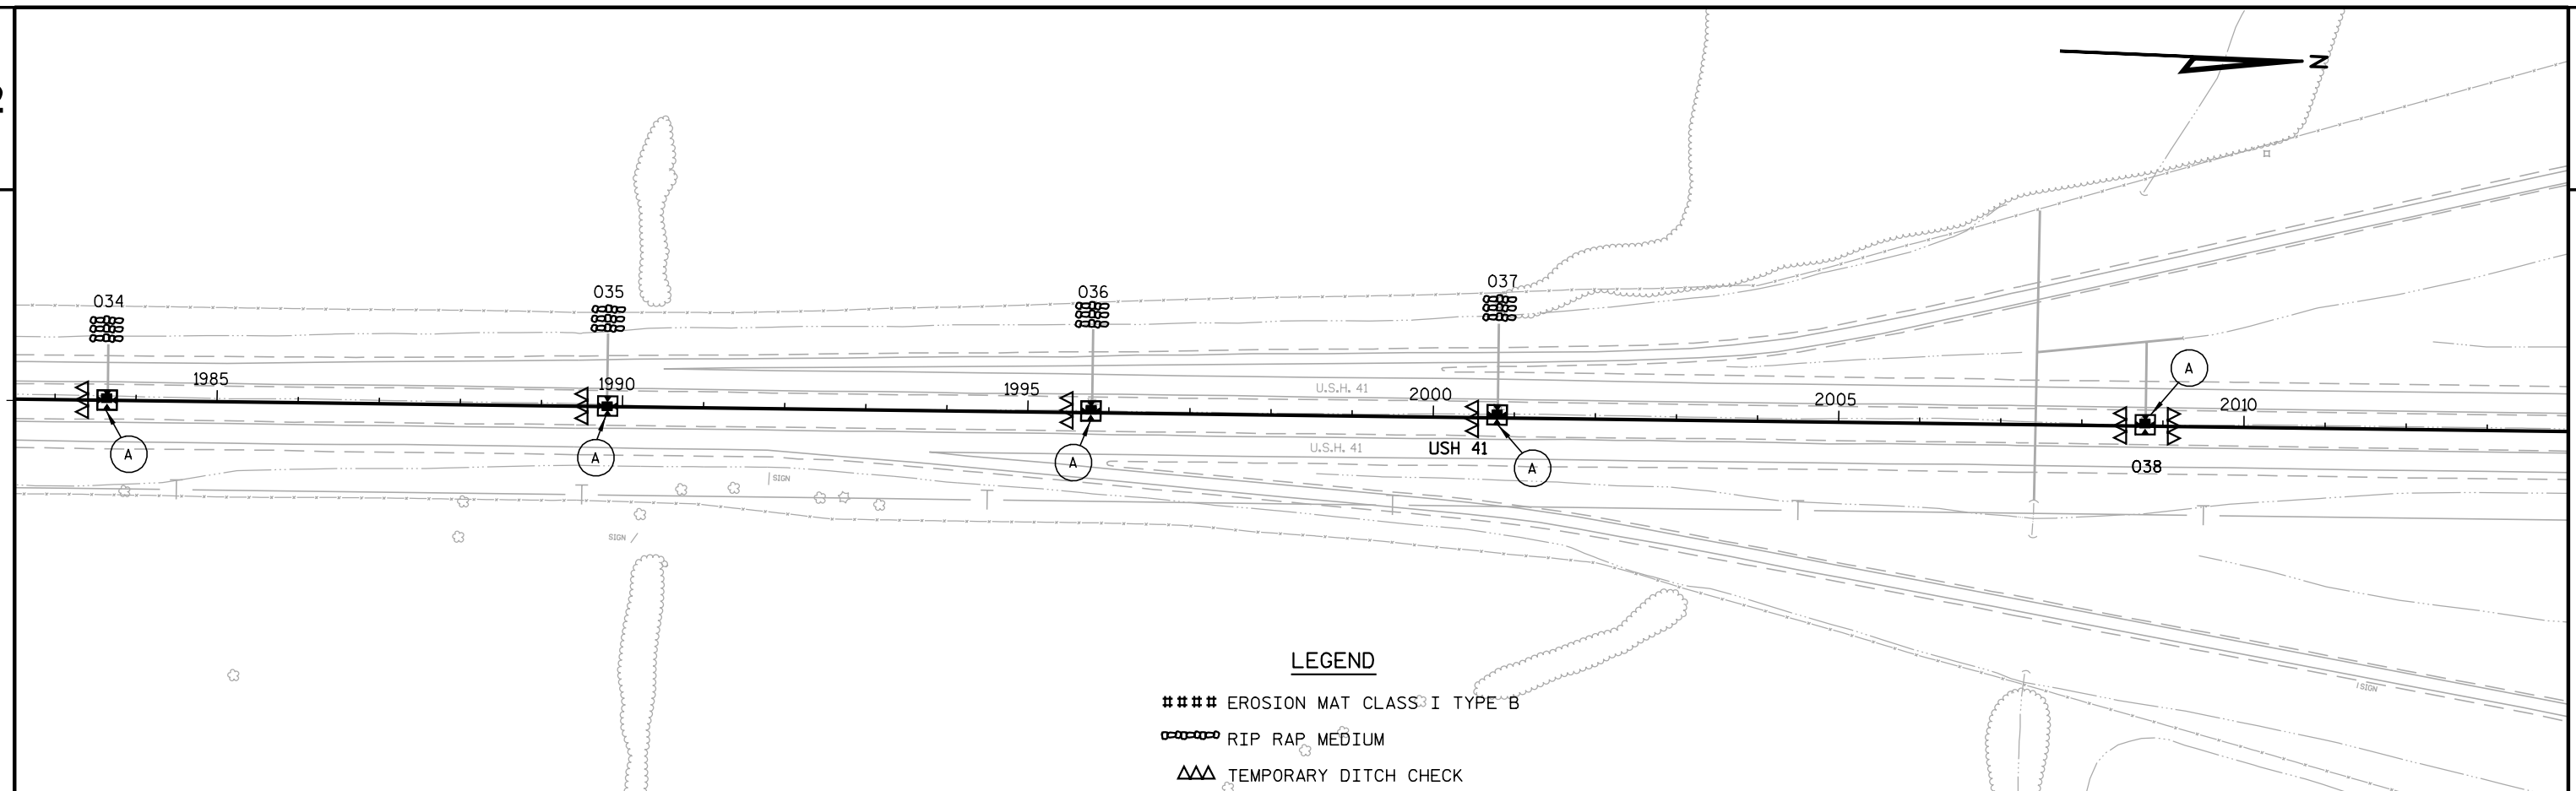 N
034
035
036
037
1985
1990
1995
2000
2005
2010
U.S.H. 41
U.S.H. 41
USH 41
038
A
A
A
A
A
SIGN
SIGN
SIGN
LEGEND
EROSION MAT CLASS I TYPE B
RIP RAP MEDIUM
TEMPORARY DITCH CHECK